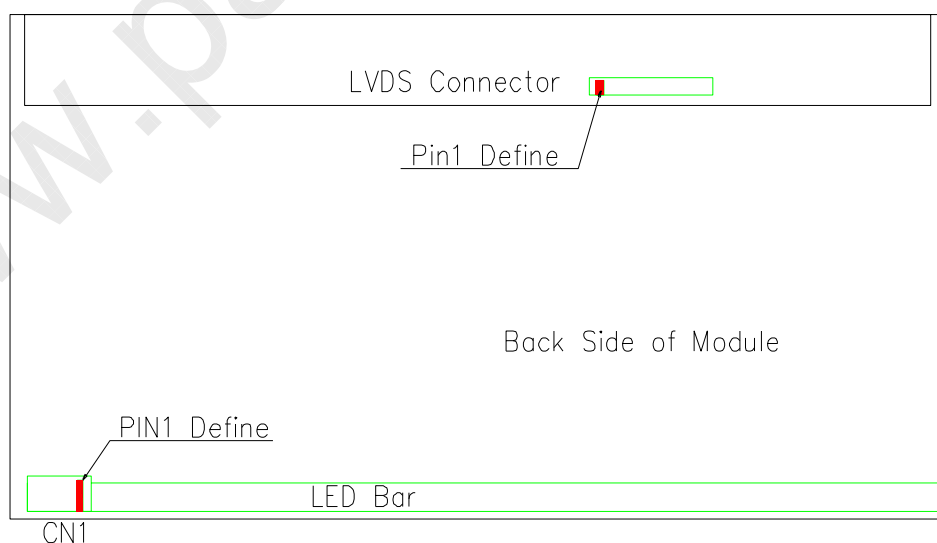 LVDS Connector
Pin1 Define
Back Side of Module
PIN1 Define
LED Bar
CN1